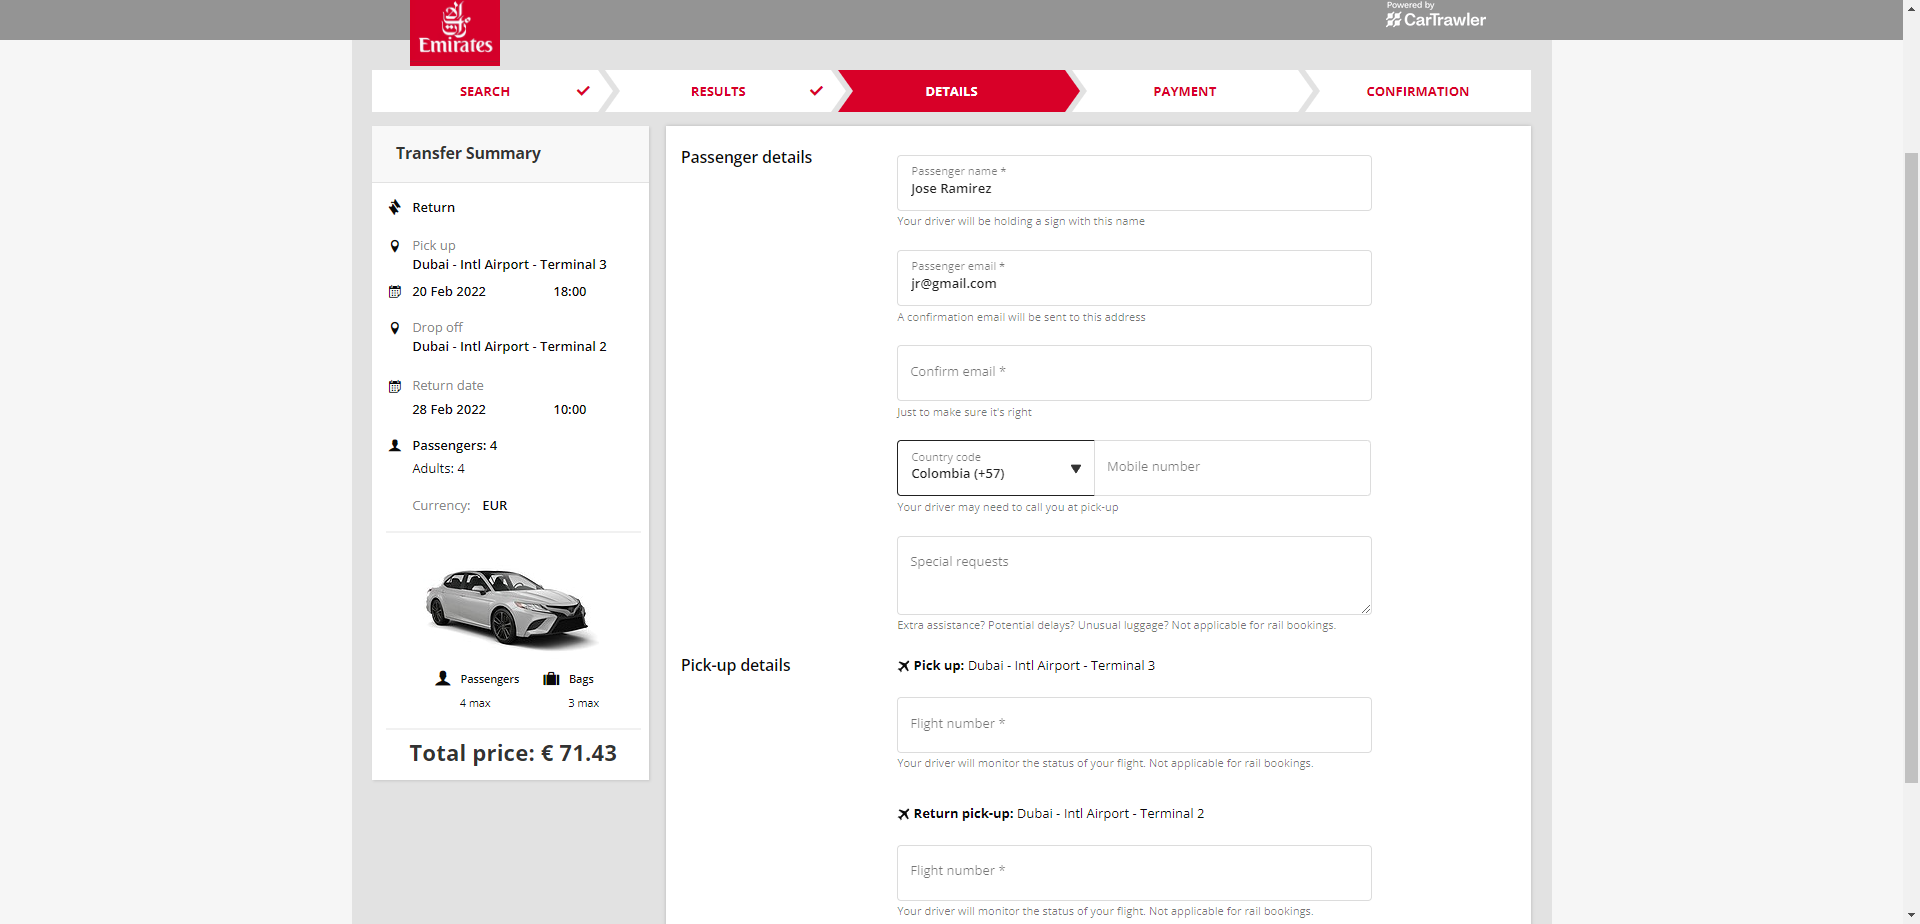 Emirates
Powered by
CarTrawler
SEARCH
RESULTS
DETAILS
PAYMENT
CONFIRMATION
Transfer Summary
Return
Pick up
Dubai - Intl Airport - Terminal 3
20 Feb 2022 18:00
Drop off
Dubai - Intl Airport - Terminal 2
Return date
28 Feb 2022 10:00
Passengers: 4
Adults: 4
Currency: EUR
Passengers Bags
4 max 3 max
Total price: € 71.43
Passenger details
Passenger name *
Jose Ramirez
Your driver will be holding a sign with this name
Passenger email *
jr@gmail.com
A confirmation email will be sent to this address
Confirm email *
Just to make sure it's right
Country code
Colombia (+57)
Mobile number
Your driver may need to call you at pick-up
Special requests
Extra assistance? Potential delays? Unusual luggage? Not applicable for rail bookings.
Pick-up details
Pick up: Dubai - Intl Airport - Terminal 3
Flight number *
Your driver will monitor the status of your flight. Not applicable for rail bookings.
Return pick-up: Dubai - Intl Airport - Terminal 2
Flight number *
Your driver will monitor the status of your flight. Not applicable for rail bookings.